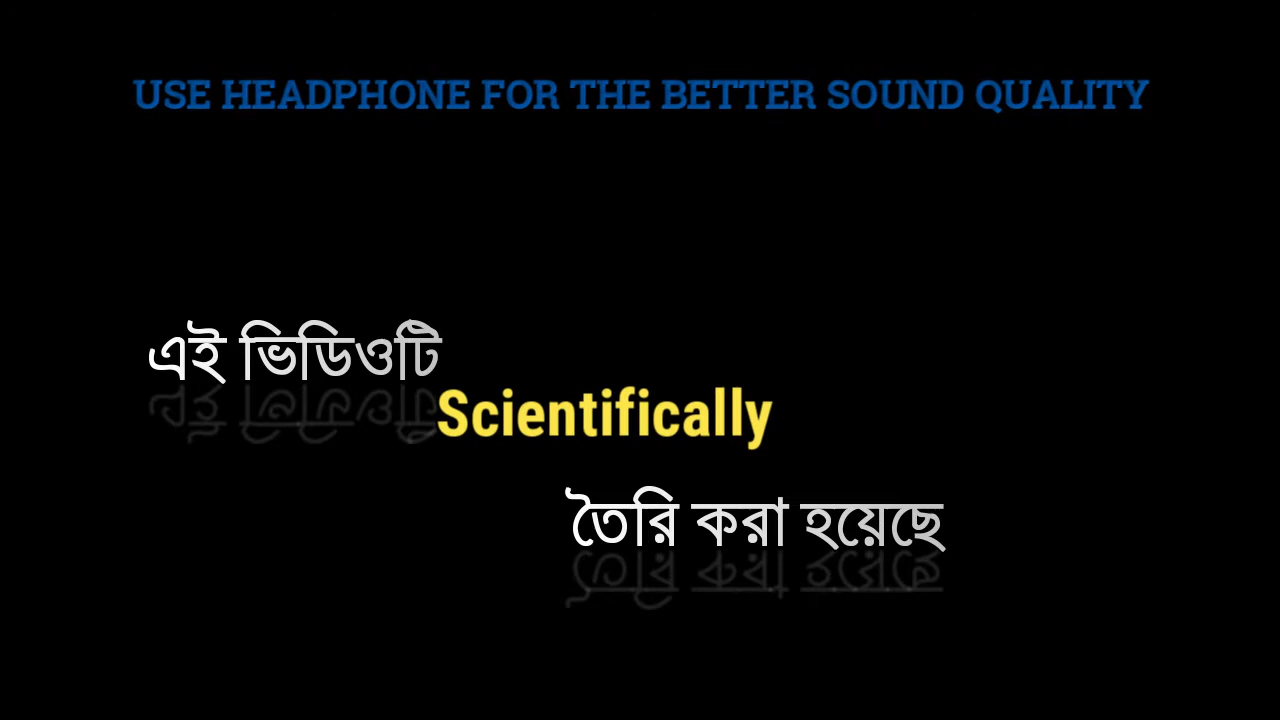 USE HEADPHONE FOR THE BETTER SOUND QUALITY
এই ভিডিওটি
Scientifically
তৈরি করা হয়েছে